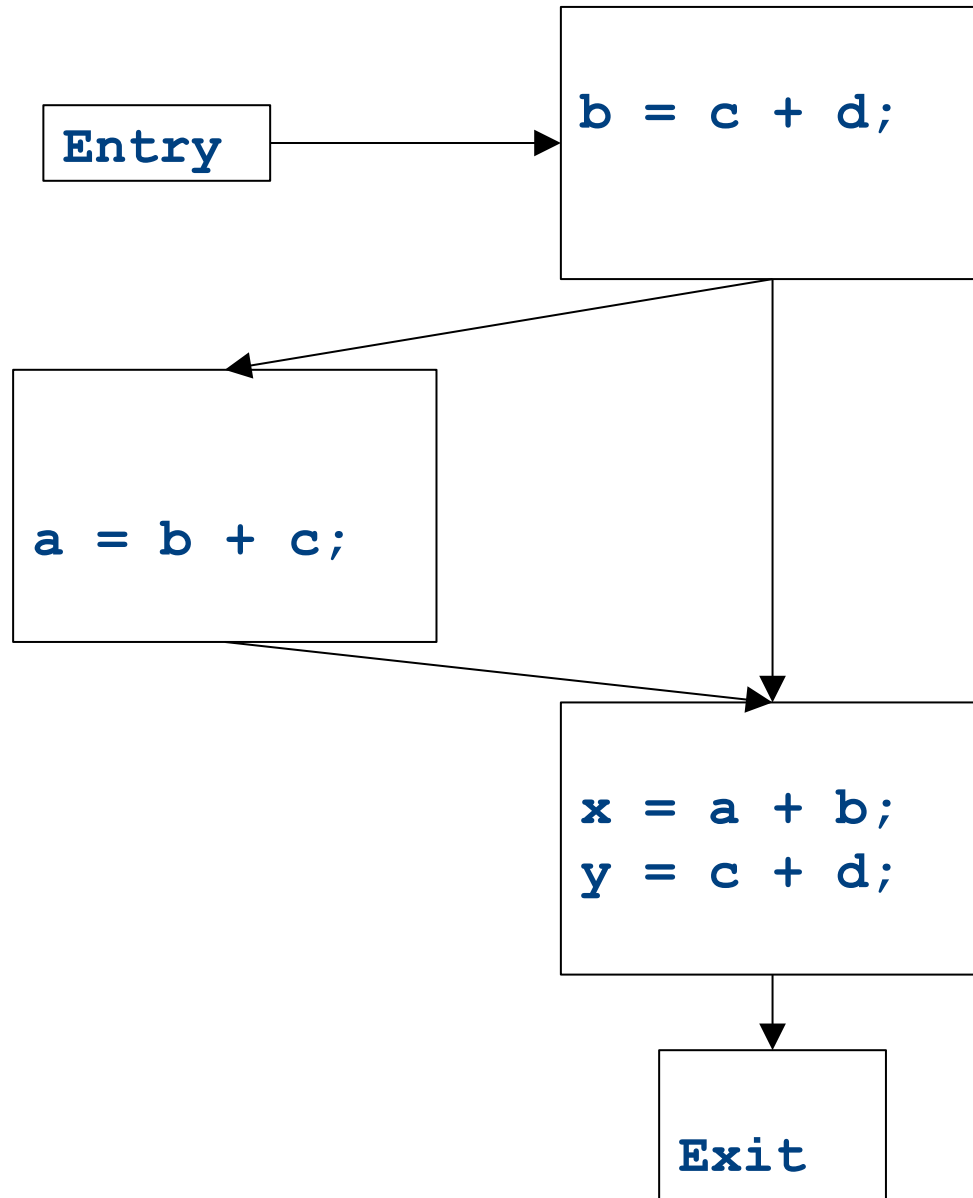 Entry
b = c + d;
a = b + c;
x = a + b;
y = c + d;
Exit